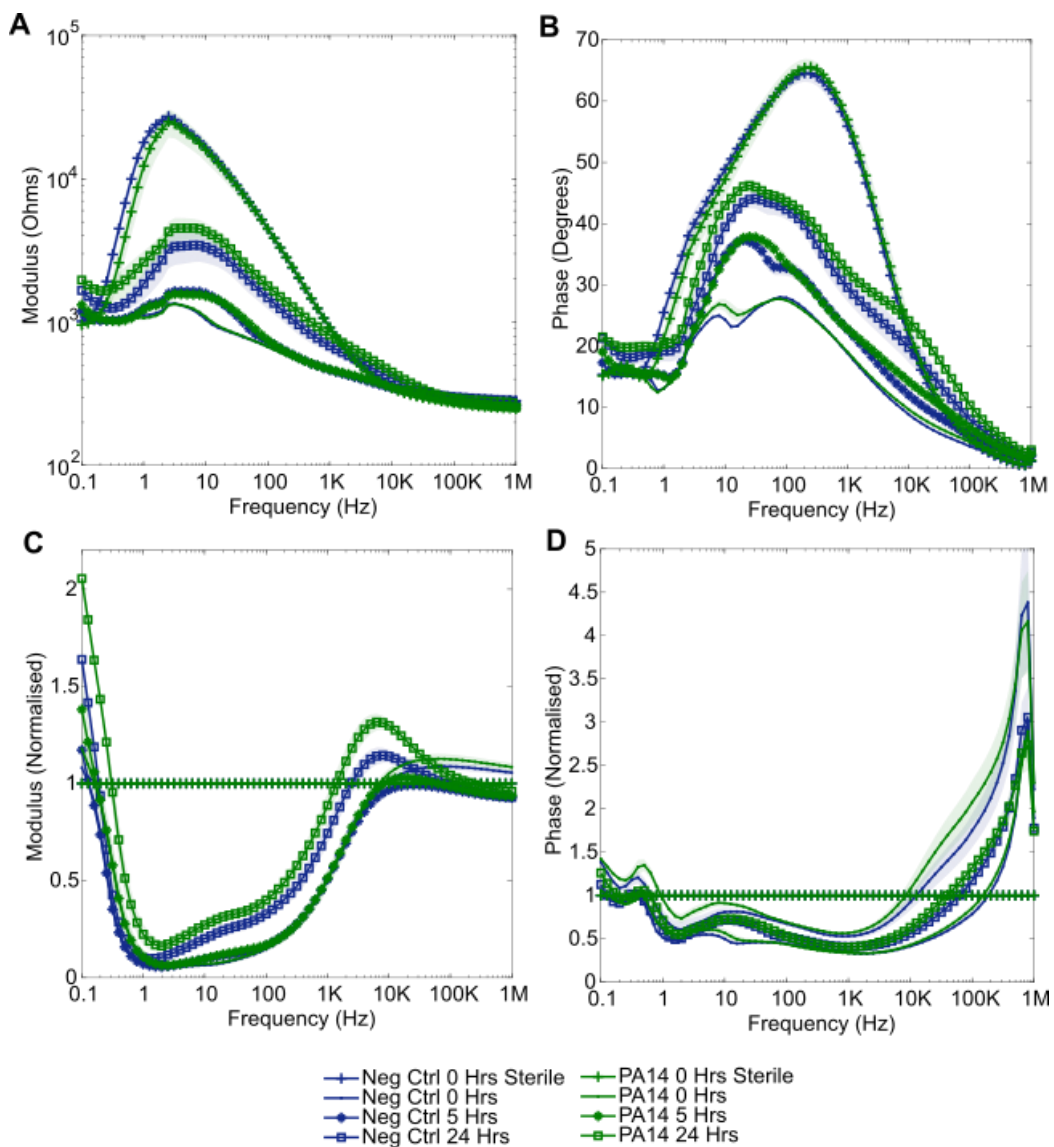 A
10^5
10^4
10^3
10^2
Modulus (Ohms)
0.1 1 10 100 1K 10K 100K 1M
Frequency (Hz)
B
70
60
50
40
30
20
10
0
Phase (Degrees)
0.1 1 10 100 1K 10K 100K 1M
Frequency (Hz)
C
2
1.5
1
0.5
0
Modulus (Normalised)
0.1 1 10 100 1K 10K 100K 1M
Frequency (Hz)
D
5
4.5
4
3.5
3
2.5
2
1.5
1
0.5
0
Phase (Normalised)
0.1 1 10 100 1K 10K 100K 1M
Frequency (Hz)
Neg Ctrl 0 Hrs Sterile
Neg Ctrl 0 Hrs
Neg Ctrl 5 Hrs
Neg Ctrl 24 Hrs
PA14 0 Hrs Sterile
PA14 0 Hrs
PA14 5 Hrs
PA14 24 Hrs